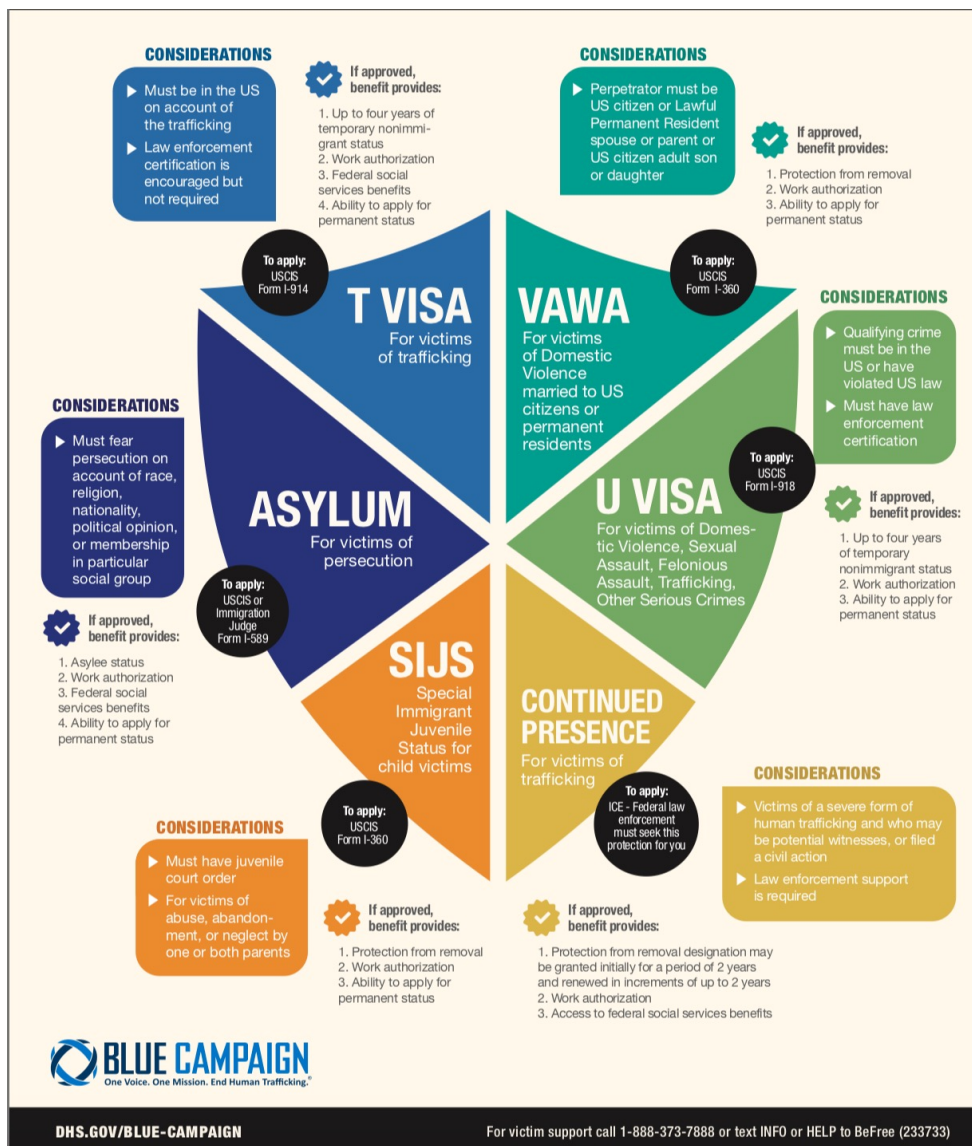 CONSIDERATIONS
▶ Must be in the US
on account of
the trafficking
▶ Law enforcement
certification is
encouraged but
not required
If approved,
benefit provides:
1. Up to four years of
temporary nonimmi-
grant status
2. Work authorization
3. Federal social
services benefits
4. Ability to apply for
permanent status
To apply:
USCIS
Form I-914
T VISA
For victims
of trafficking
CONSIDERATIONS
▶ Perpetrator must be
US citizen or Lawful
Permanent Resident
spouse or parent or
US citizen adult son
or daughter
If approved,
benefit provides:
1. Protection from removal
2. Work authorization
3. Ability to apply for
permanent status
To apply:
USCIS
Form I-360
VAWA
For victims
of Domestic
Violence
married to US
citizens or
permanent
residents
CONSIDERATIONS
▶ Qualifying crime
must be in the
US or have
violated US law
▶ Must have law
enforcement
certification
To apply:
USCIS
Form I-918
If approved,
benefit provides:
1. Up to four years
of temporary
nonimmigrant status
2. Work authorization
3. Ability to apply for
permanent status
U VISA
For victims of Domes-
tic Violence, Sexual
Assault, Felonious
Assault, Trafficking,
Other Serious Crimes
CONSIDERATIONS
▶ Must fear
persecution on
account of race,
religion,
nationality,
political opinion,
or membership
in particular
social group
ASYLUM
For victims of
persecution
To apply:
USCIS or
Immigration
Judge
Form I-589
If approved,
benefit provides:
1. Asylee status
2. Work authorization
3. Federal social
services benefits
4. Ability to apply for
permanent status
SIJS
Special
Immigrant
Juvenile
Status for
child victims
To apply:
USCIS
Form I-360
CONSIDERATIONS
▶ Must have juvenile
court order
▶ For victims of
abuse, abandon-
ment, or neglect by
one or both parents
If approved,
benefit provides:
1. Protection from removal
2. Work authorization
3. Ability to apply for
permanent status
CONTINUED
PRESENCE
For victims of
trafficking
To apply:
ICE - Federal law
enforcement
must seek this
protection for you
CONSIDERATIONS
▶ Victims of a severe form of
human trafficking and who may
be potential witnesses, or filed
a civil action
▶ Law enforcement support
is required
If approved,
benefit provides:
1. Protection from removal designation may
be granted initially for a period of 2 years
and renewed in increments of up to 2 years
2. Work authorization
3. Access to federal social services benefits
BLUE CAMPAIGN
One Voice. One Mission. End Human Trafficking.®
DHS.GOV/BLUE-CAMPAIGN
For victim support call 1-888-373-7888 or text INFO or HELP to BeFree (233733)